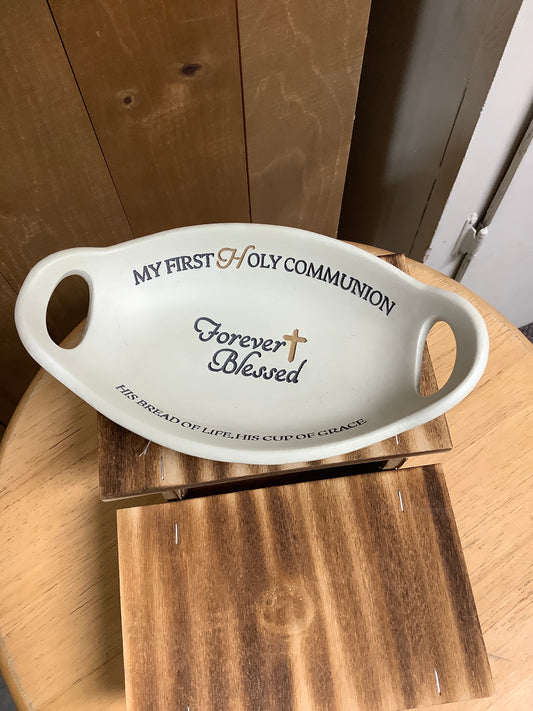 MY FIRST HOLY COMMUNION
Forever
Blessed
HIS BREAD OF LIFE, HIS CUP OF GRACE